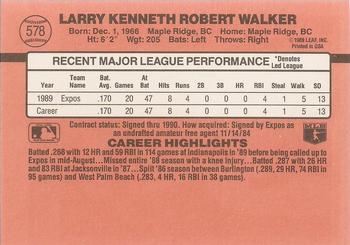 578
LARRY KENNETH ROBERT WALKER
Born: Dec. 1, 1966 Maple Ridge, BC Home: Maple Ridge, BC
Ht: 6'2" Wgt: 205 Bats: Left Throws: Right
©1989 LEAF, INC.
PRINTED IN USA
RECENT MAJOR LEAGUE PERFORMANCE *Denotes Led League
Year Team Name Bat. Avg. Games AB Runs Hits 2B 3B HR RBI Steal Walk SO
1989 Expos .170 20 47 8 4 0 0 0 4 1 5 13
Career .170 20 47 8 4 0 0 0 4 1 5 13
Contract status: Signed thru 1990. How acquired: Signed by Expos as
an undrafted amateur free agent 11/14/84
CAREER HIGHLIGHTS
Batted .268 with 12 HR and 59 RBI in 114 games at Indianapolis in '89 before being called up to
Expos in mid-August...Missed entire '88 season with a knee injury...Batted .287 with 26 HR
and 83 RBI at Jacksonville in '87...Split '86 season between Burlington (.289, 29 HR, 74 RBI in 95
games) and West Palm Beach (.283, 4 HR, 16 RBI in 38 games).